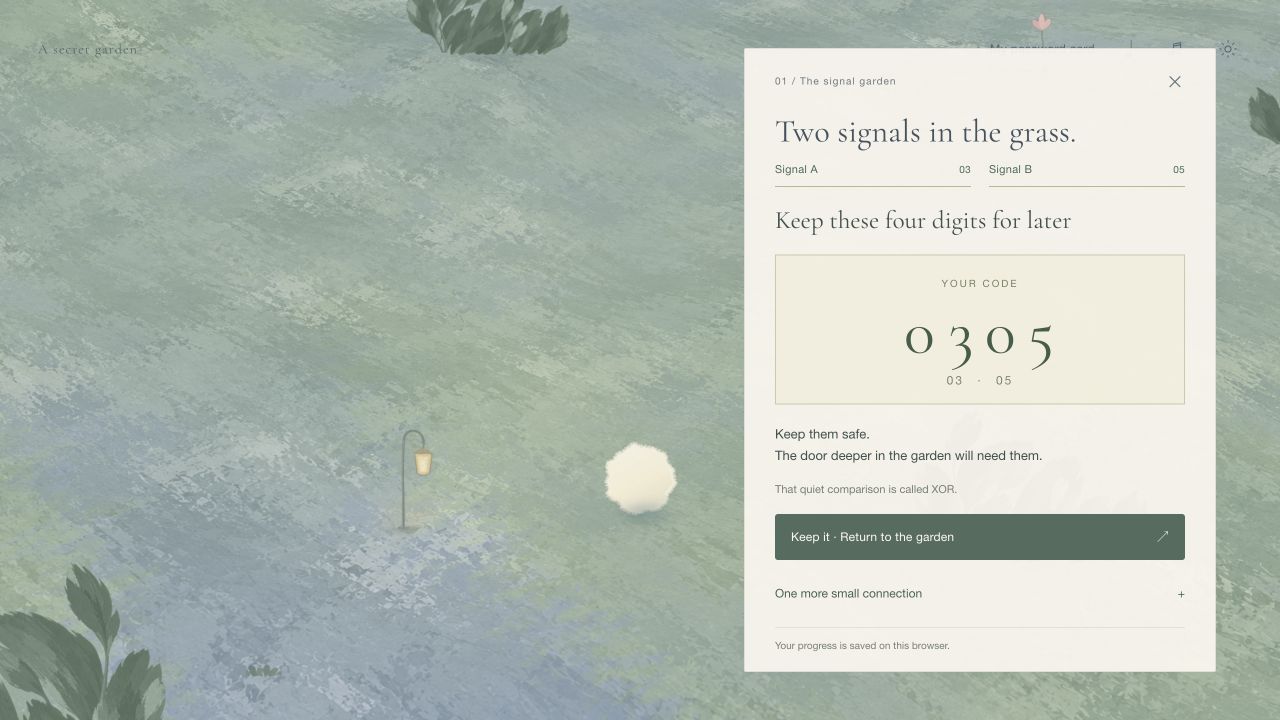 A secret garden
My password card
01 / The signal garden
Two signals in the grass.
Signal A 03 Signal B 05
Keep these four digits for later
YOUR CODE
0305
03 · 05
Keep them safe.
The door deeper in the garden will need them.
That quiet comparison is called XOR.
Keep it · Return to the garden ↗
One more small connection +
Your progress is saved on this browser.